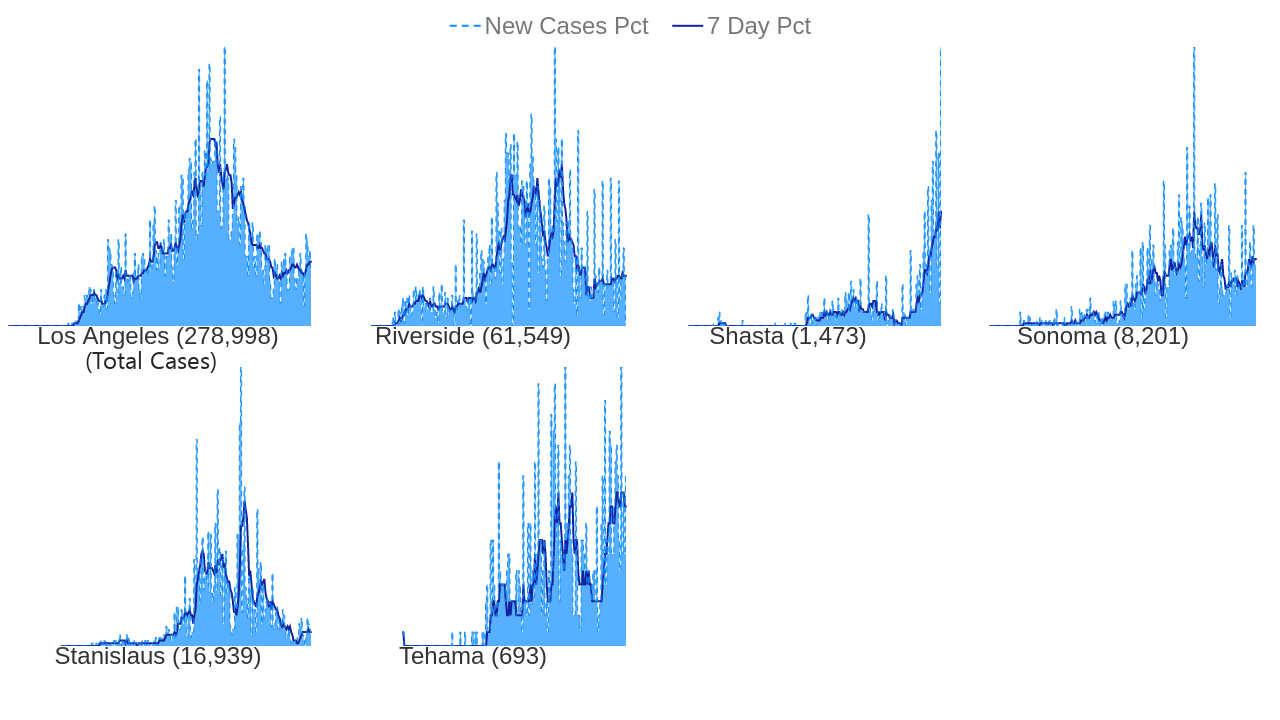 New Cases Pct 7 Day Pct
Los Angeles (278,998)
(Total Cases)
Riverside (61,549)
Shasta (1,473)
Sonoma (8,201)
Stanislaus (16,939)
Tehama (693)